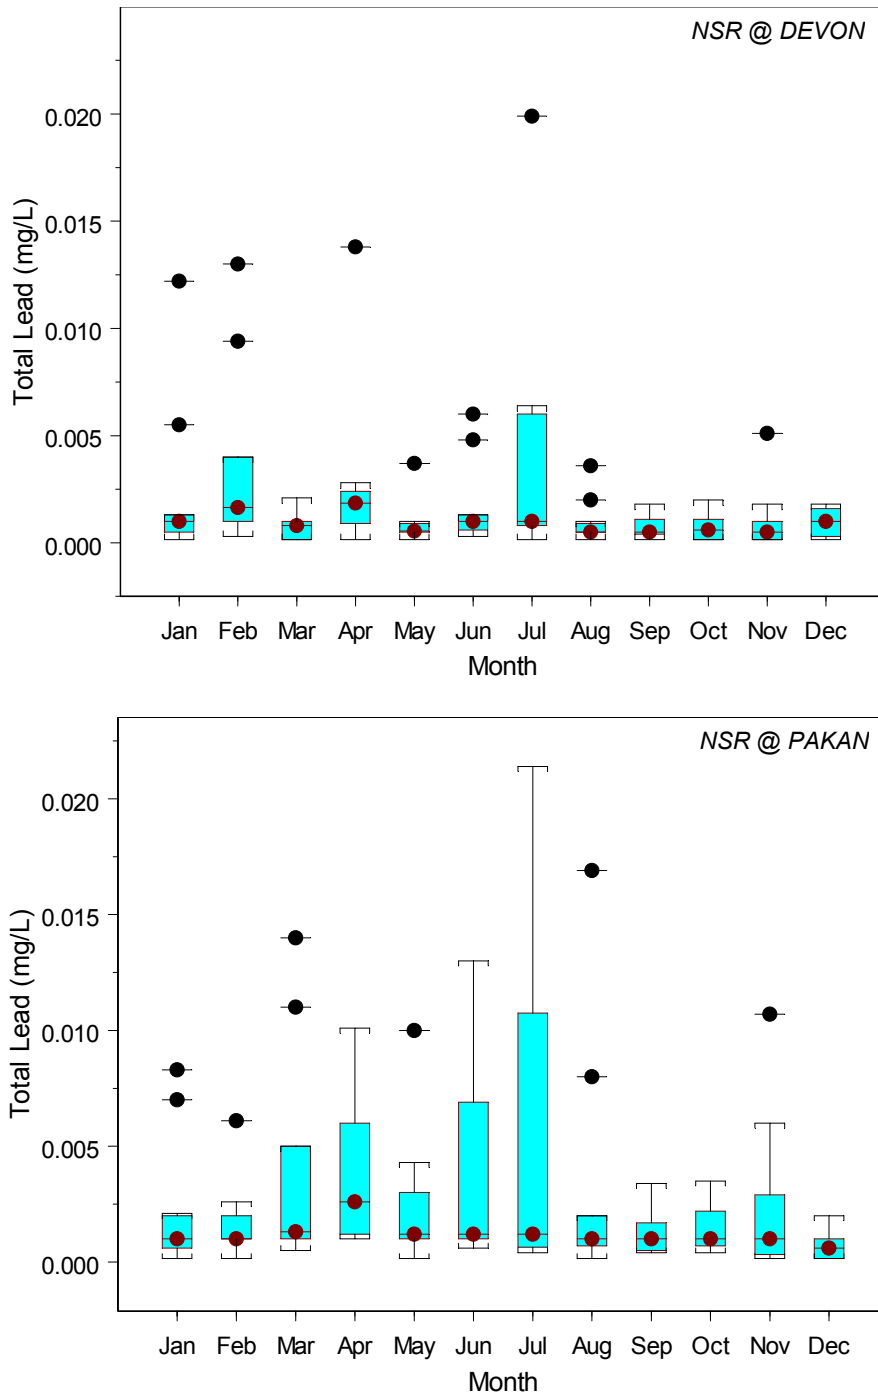 NSR @ DEVON
Total Lead (mg/L)
0.020
0.015
0.010
0.005
0.000
Jan Feb Mar Apr May Jun Jul Aug Sep Oct Nov Dec
Month
NSR @ PAKAN
Total Lead (mg/L)
0.020
0.015
0.010
0.005
0.000
Jan Feb Mar Apr May Jun Jul Aug Sep Oct Nov Dec
Month